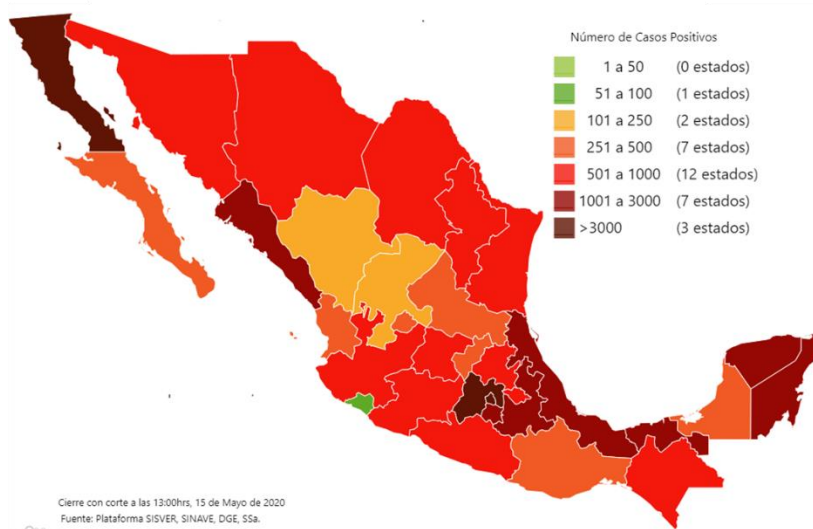 Número de Casos Positivos
1 a 50 (0 estados)
51 a 100 (1 estados)
101 a 250 (2 estados)
251 a 500 (7 estados)
501 a 1000 (12 estados)
1001 a 3000 (7 estados)
>3000 (3 estados)
Cierre con corte a las 13:00hrs, 15 de Mayo de 2020
Fuente: Plataforma SISVER, SINAVE, DGE, SSa.